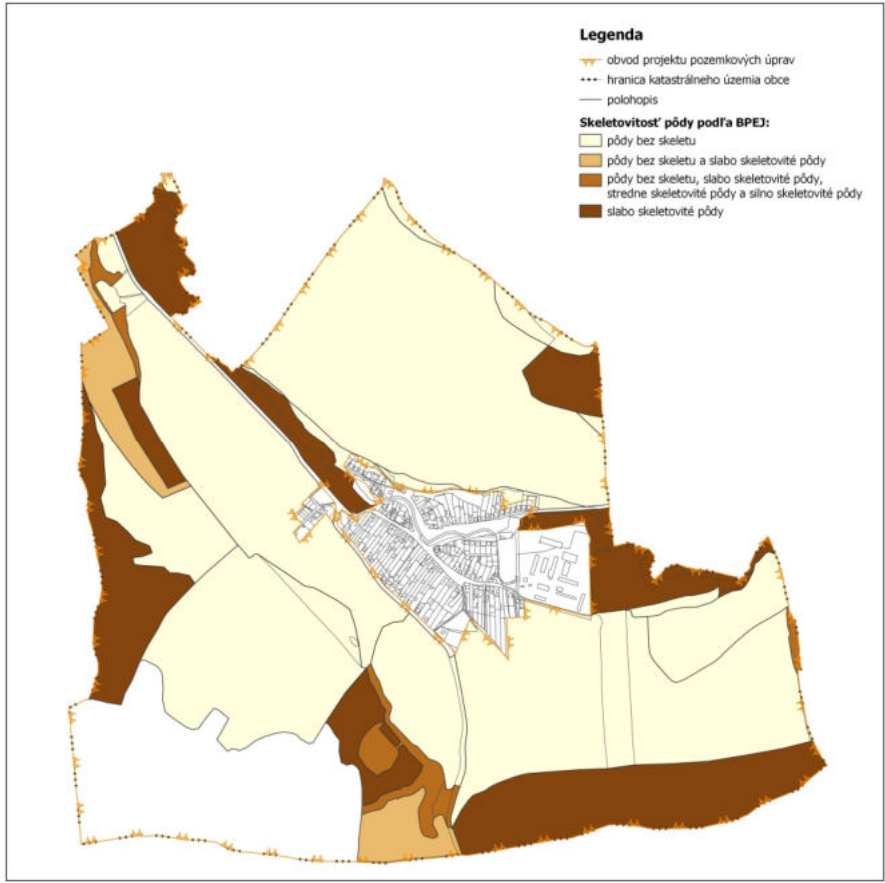 Legenda
obvod projektu pozemkových úprav
hranica katastrálneho územia obce
polohopis
Skeletovitosť pôdy podľa BPEJ:
pôdy bez skeletu
pôdy bez skeletu a slabo skeletovité pôdy
pôdy bez skeletu, slabo skeletovité pôdy,
stredne skeletovité pôdy a silno skeletovité pôdy
slabo skeletovité pôdy